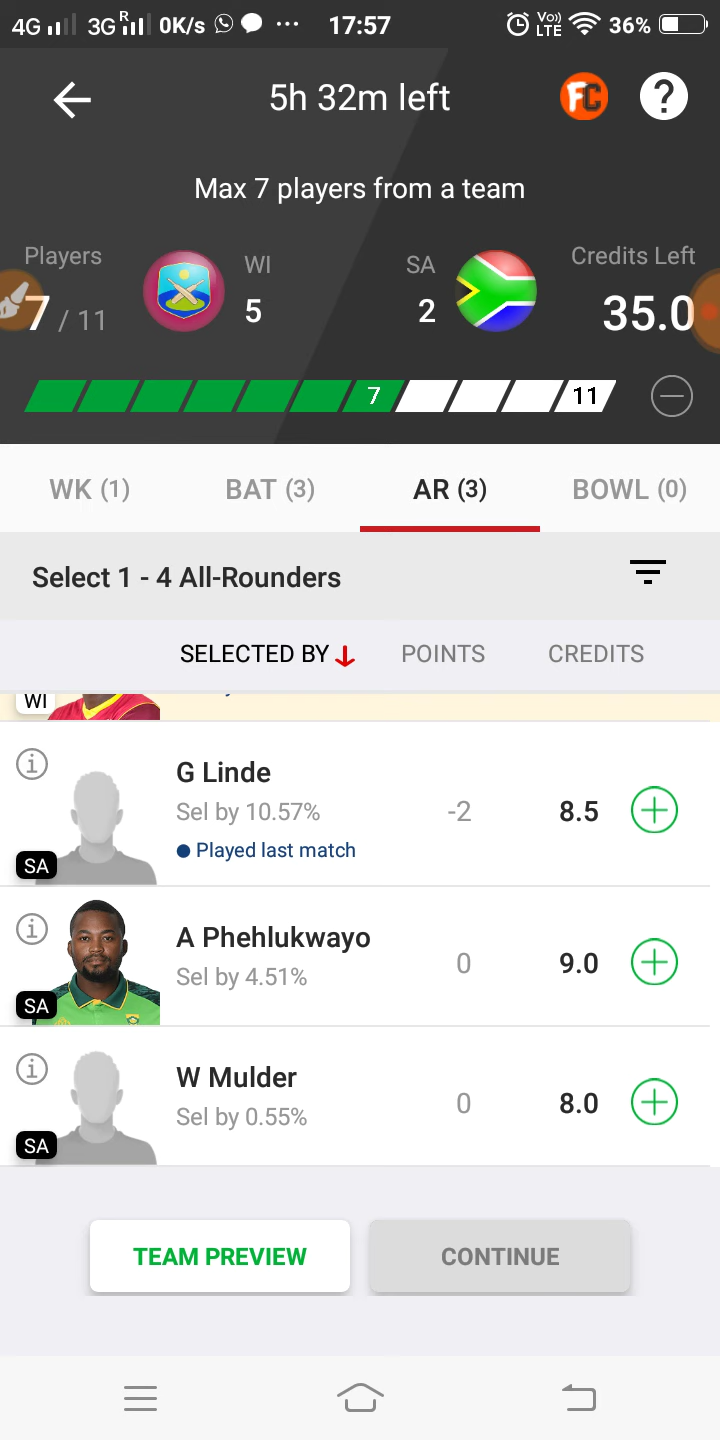 4G 3G R 0K/s ... 17:57 Vo)) LTE 36%
5h 32m left FC ?
Max 7 players from a team
Players WI SA Credits Left
7 / 11 5 2 35.0
7 11
WK (1) BAT (3) AR (3) BOWL (0)
Select 1 - 4 All-Rounders
SELECTED BY POINTS CREDITS
WI
G Linde
Sel by 10.57% -2 8.5
Played last match
SA
A Phehlukwayo
Sel by 4.51% 0 9.0
SA
W Mulder
Sel by 0.55% 0 8.0
SA
TEAM PREVIEW CONTINUE